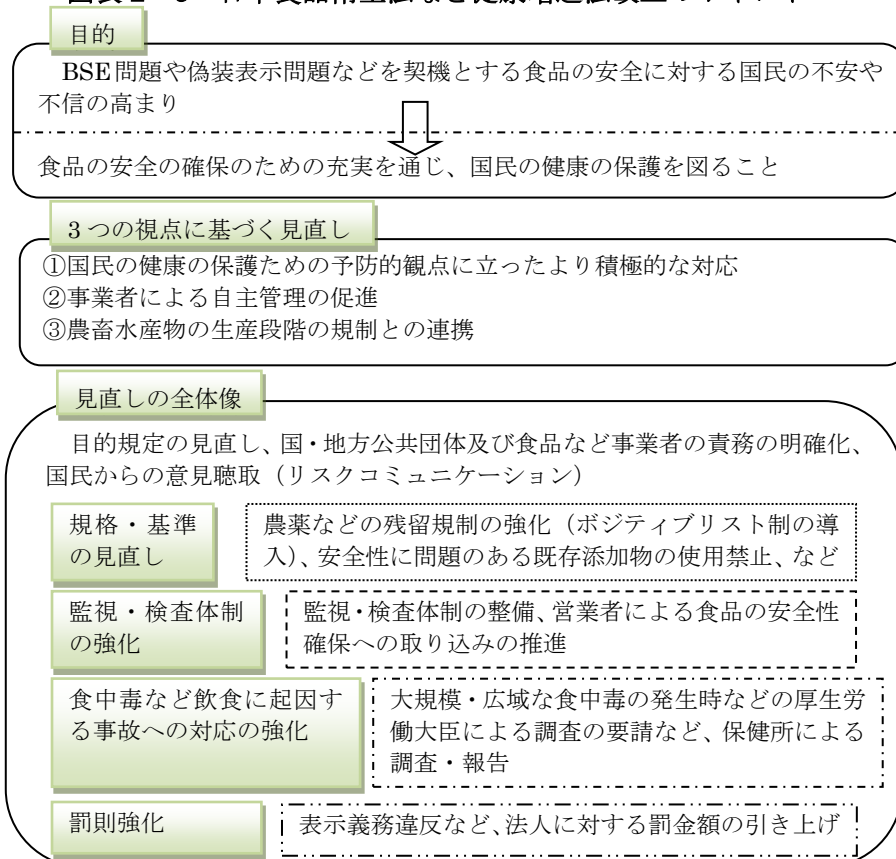 目的
BSE問題や偽装表示問題などを契機とする食品の安全に対する国民の不安や
不信の高まり
食品の安全の確保のための充実を通じ、国民の健康の保護を図ること
3つの視点に基づく見直し
①国民の健康の保護ための予防的観点に立ったより積極的な対応
②事業者による自主管理の促進
③農畜水産物の生産段階の規制との連携
見直しの全体像
目的規定の見直し、国・地方公共団体及び食品など事業者の責務の明確化、
国民からの意見聴取（リスクコミュニケーション）
規格・基準
の見直し
農薬などの残留規制の強化（ボジティブリスト制の導
入）、安全性に問題のある既存添加物の使用禁止、など
監視・検査体制
の強化
監視・検査体制の整備、営業者による食品の安全性
確保への取り込みの推進
食中毒など飲食に起因す
る事故への対応の強化
大規模・広域な食中毒の発生時などの厚生労
働大臣による調査の要請など、保健所による
調査・報告
罰則強化
表示義務違反など、法人に対する罰金額の引き上げ